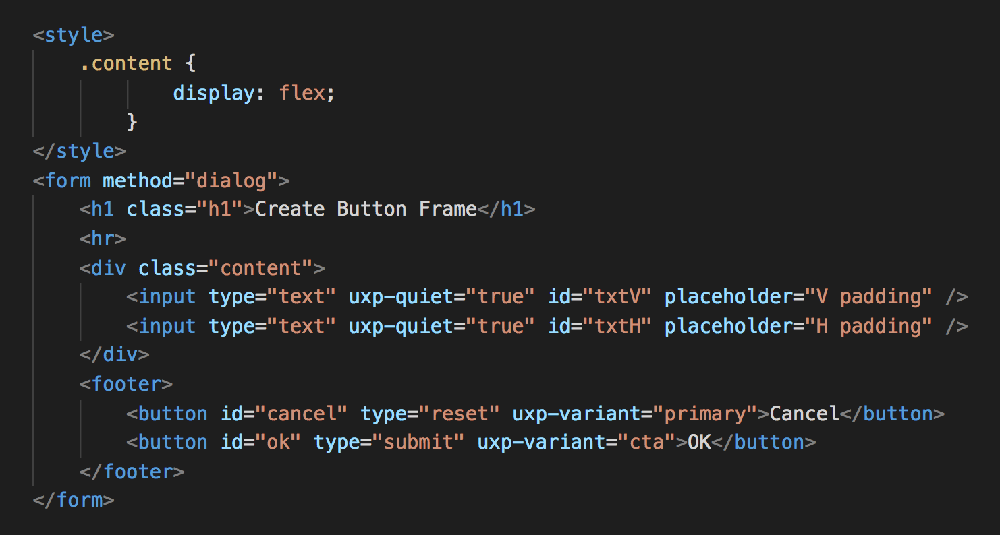 <style>
    .content {
            display: flex;
        }
</style>
<form method="dialog">
    <h1 class="h1">Create Button Frame</h1>
    <hr>
    <div class="content">
        <input type="text" uxp-quiet="true" id="txtV" placeholder="V padding" />
        <input type="text" uxp-quiet="true" id="txtH" placeholder="H padding" />
    </div>
    <footer>
        <button id="cancel" type="reset" uxp-variant="primary">Cancel</button>
        <button id="ok" type="submit" uxp-variant="cta">OK</button>
    </footer>
</form>